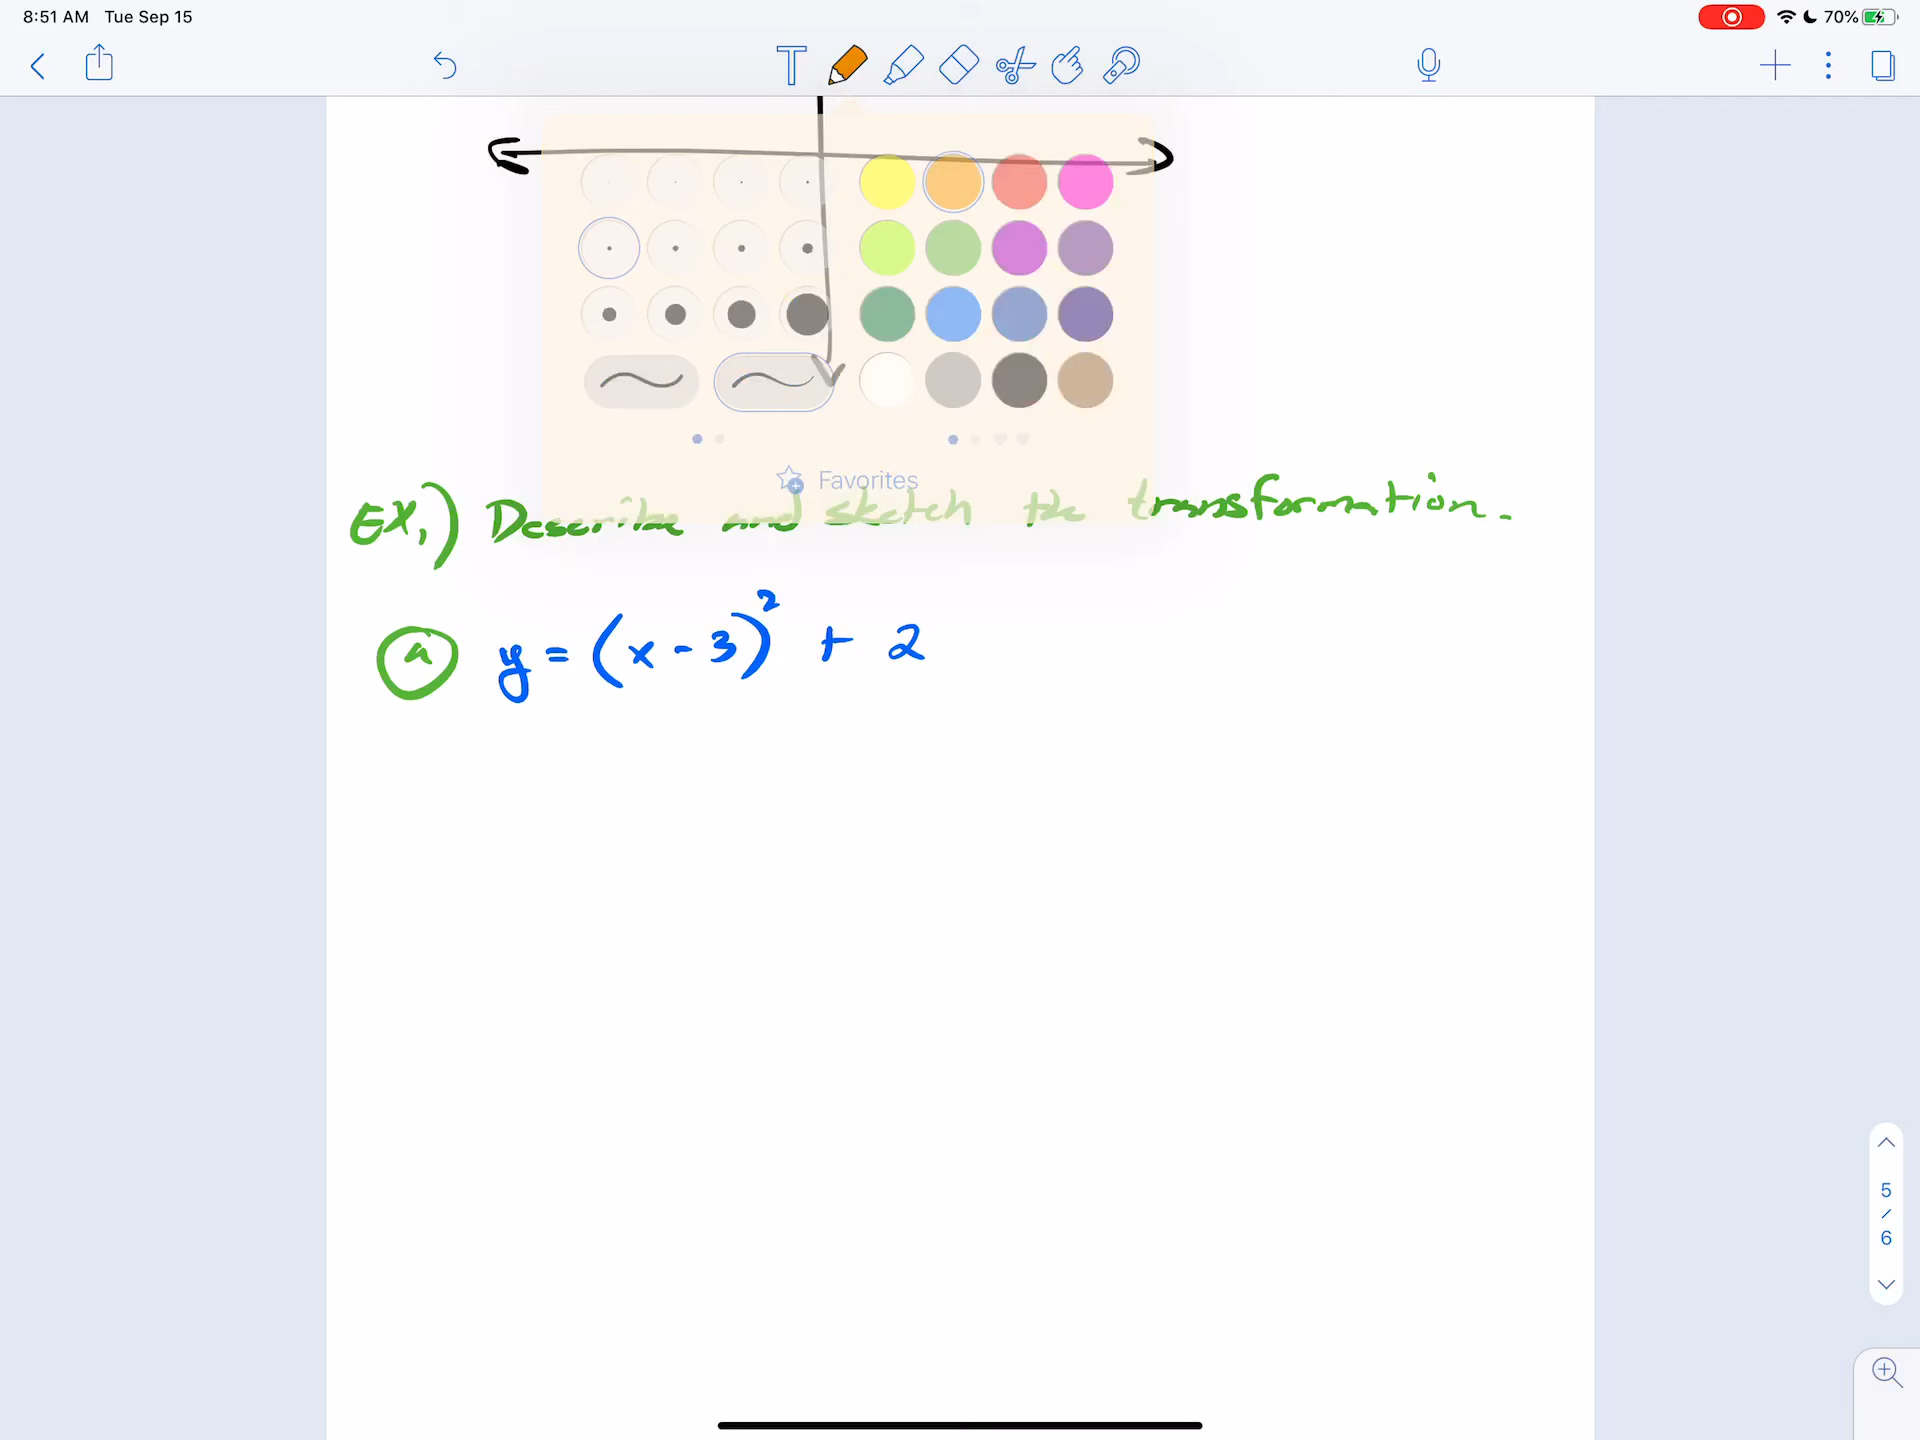 8:51 AM Tue Sep 15
70%
T
Favorites
EX,) Describe and sketch the transformation.
a y = (x - 3)² + 2
5
/
6